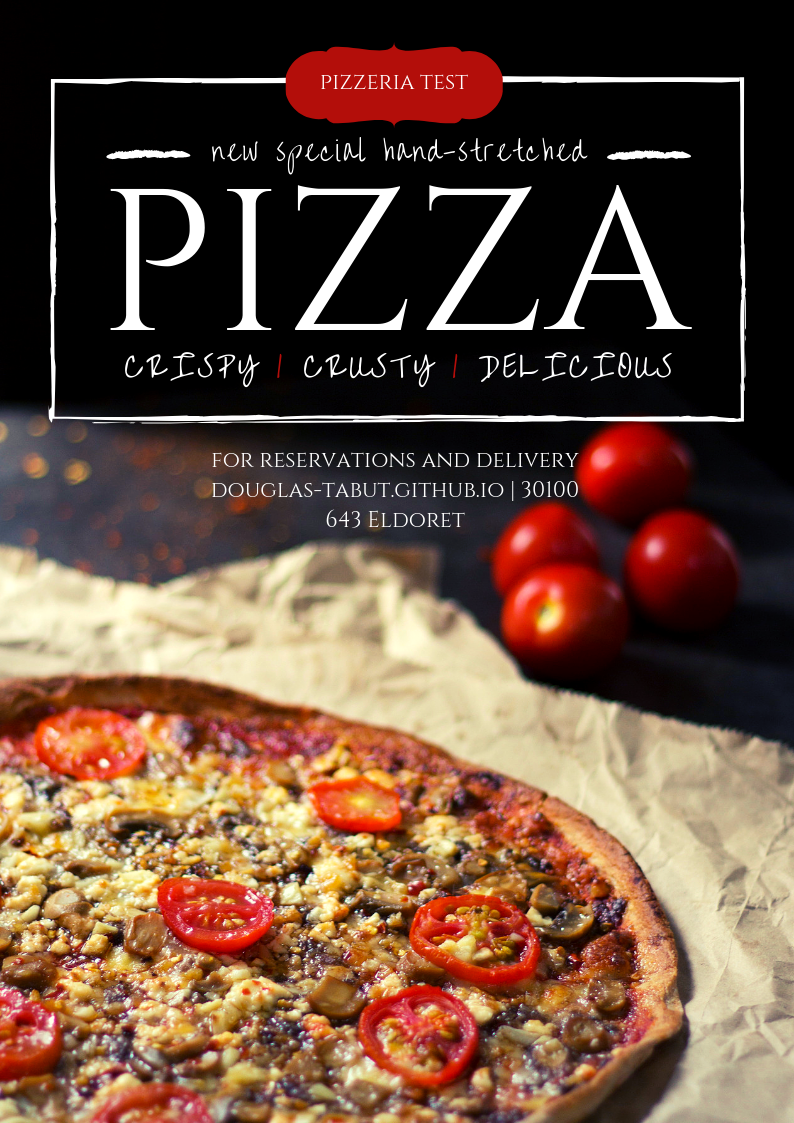 PIZZERIA TEST
new special hand-stretched
PIZZA
CRISPY | CRUSTY | DELICIOUS
FOR RESERVATIONS AND DELIVERY
DOUGLAS-TABUT.GITHUB.IO | 30100
643 ELDORET